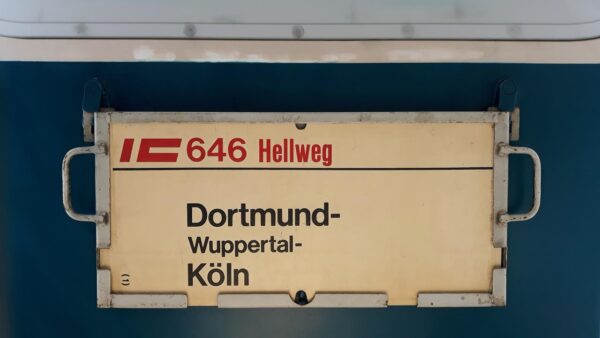 IC 646 Hellweg
Dortmund-
Wuppertal-
Köln